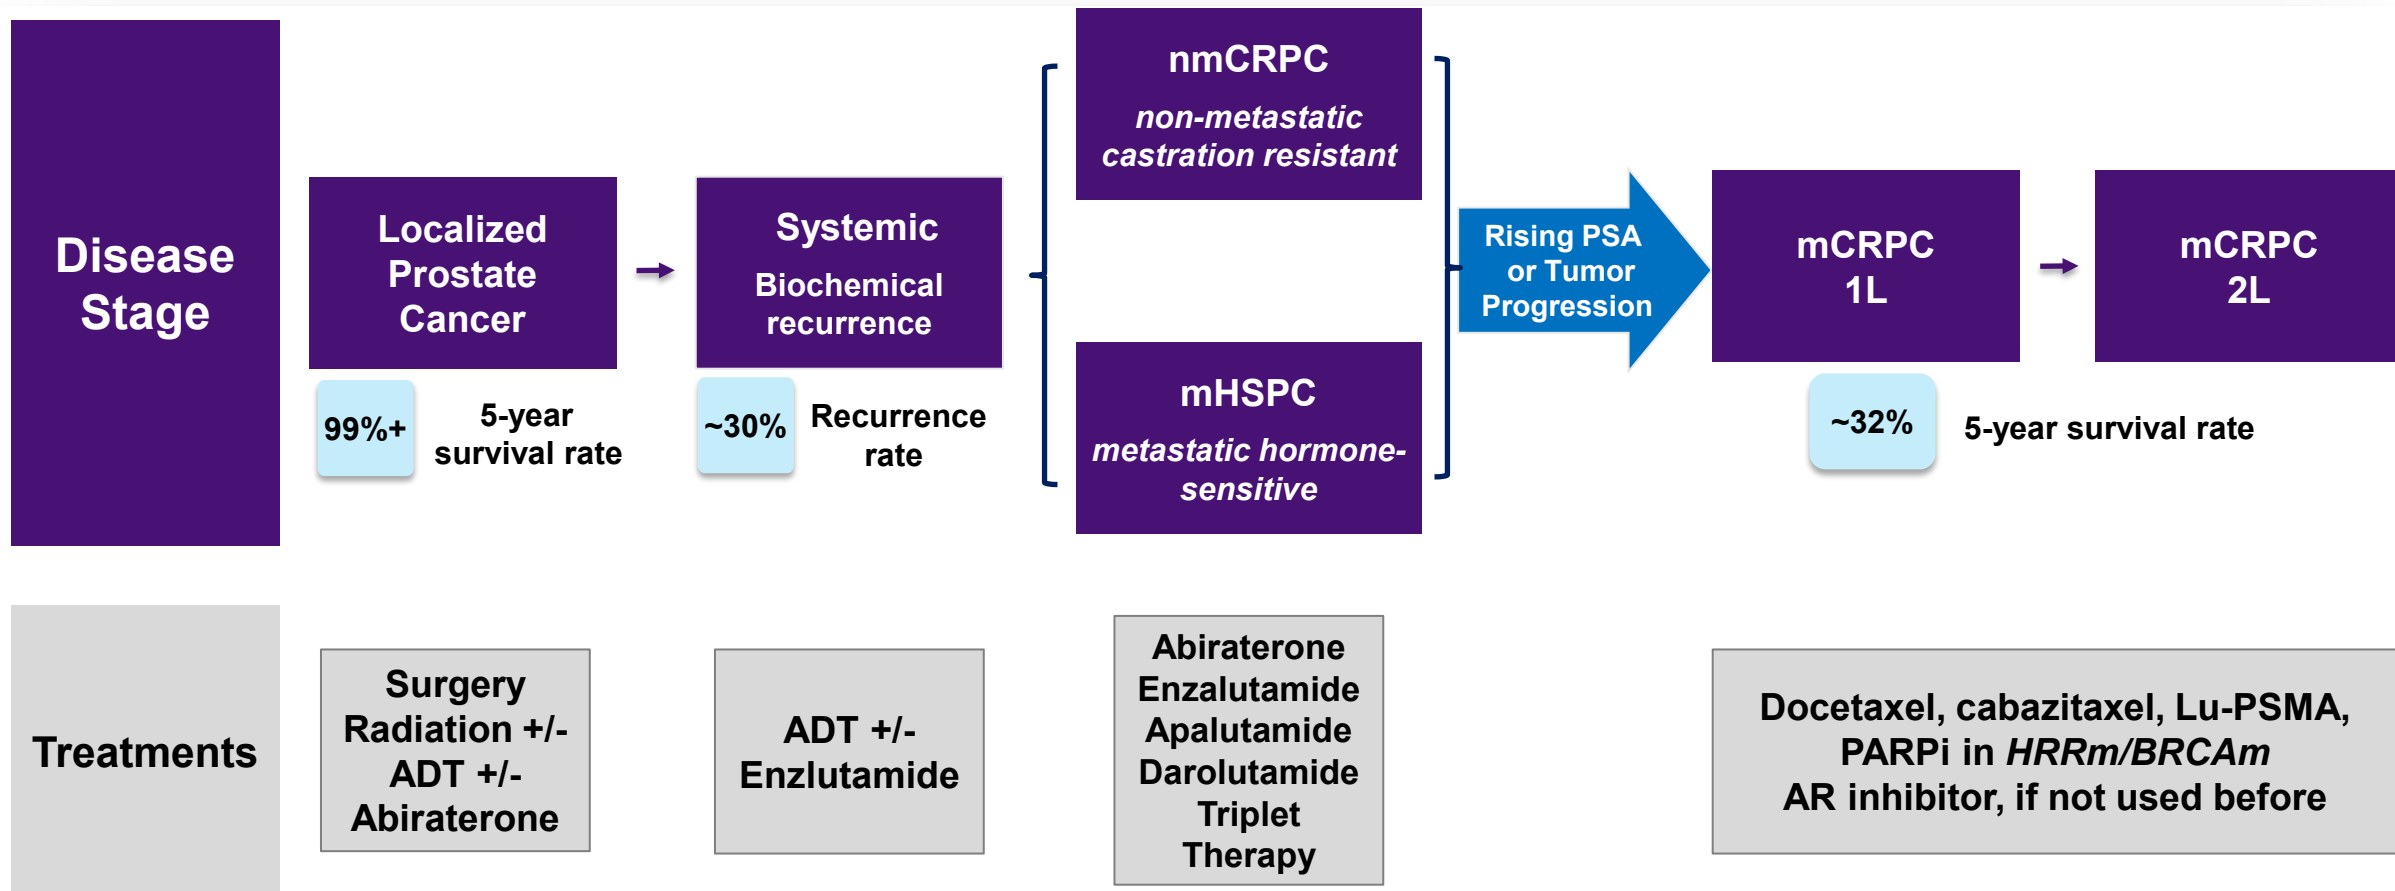 Disease
Stage
Localized
Prostate
Cancer
99%+
5-year
survival rate
Systemic
Biochemical
recurrence
~30%
Recurrence
rate
nmCRPC
non-metastatic
castration resistant
mHSPC
metastatic hormone-
sensitive
Rising PSA
or Tumor
Progression
mCRPC
1L
~32%
5-year survival rate
mCRPC
2L
Treatments
Surgery
Radiation +/-
ADT +/-
Abiraterone
ADT +/-
Enzlutamide
Abiraterone
Enzalutamide
Apalutamide
Darolutamide
Triplet
Therapy
Docetaxel, cabazitaxel, Lu-PSMA,
PARPi in HRRm/BRCAm
AR inhibitor, if not used before